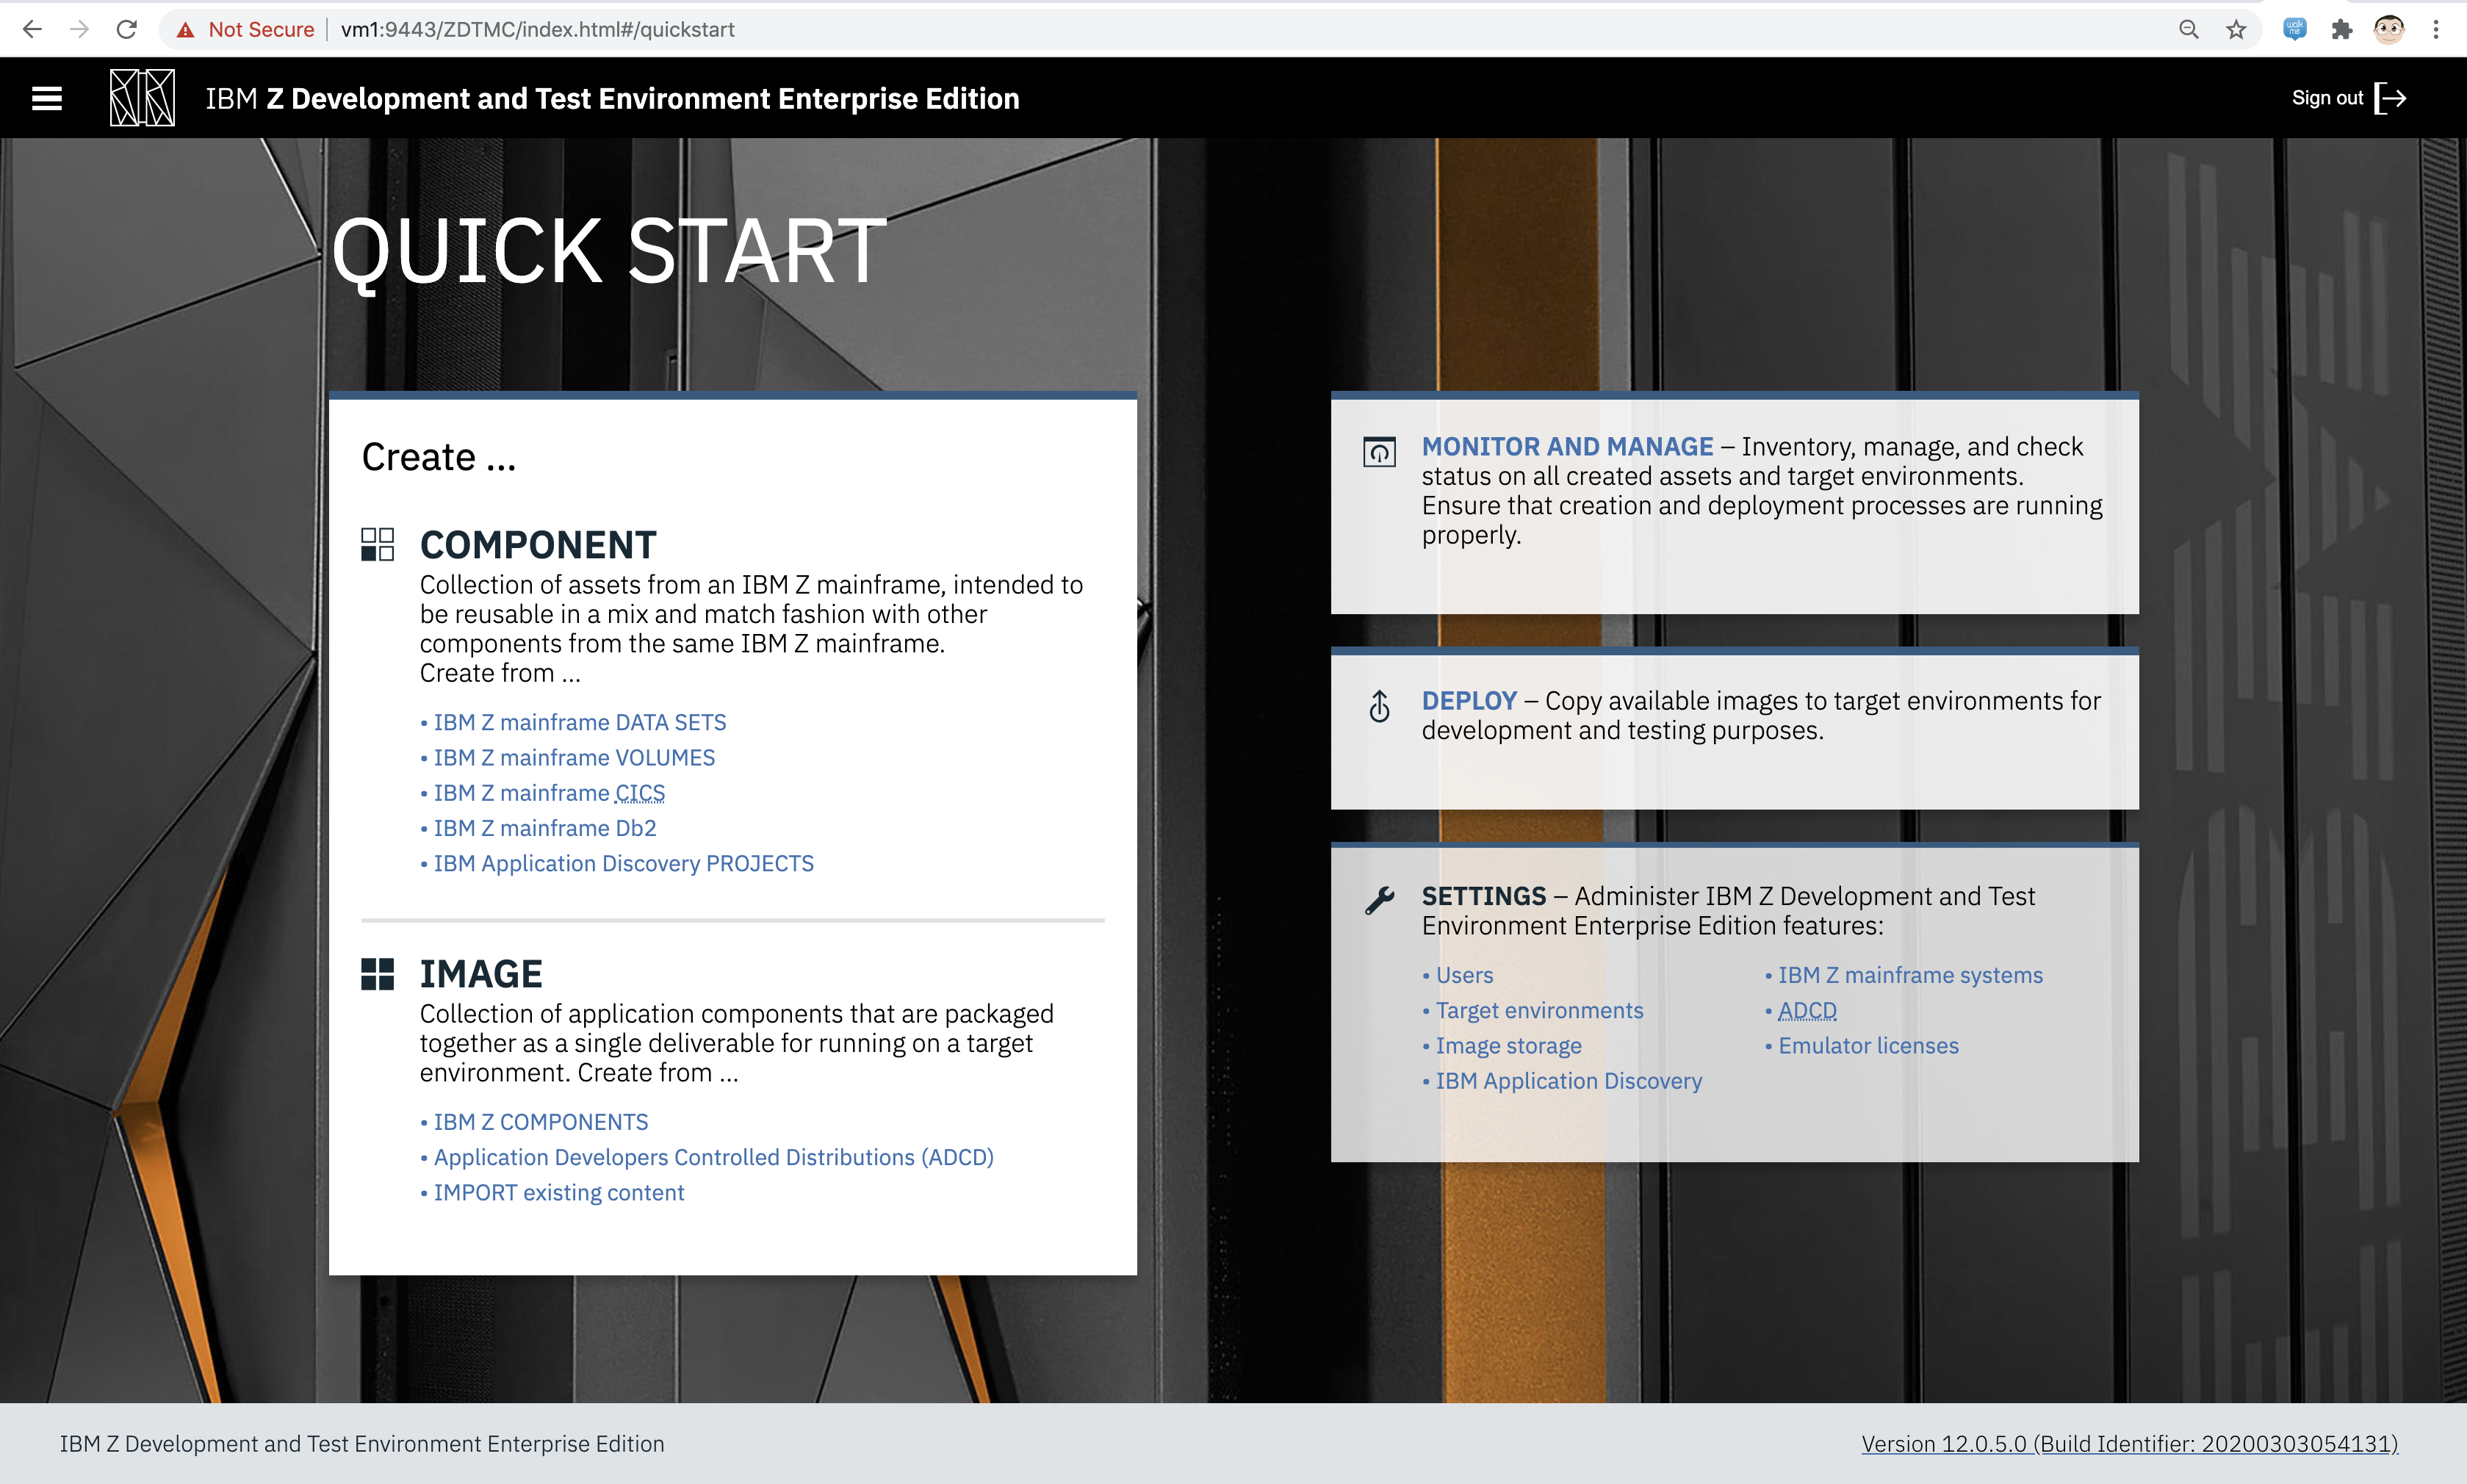 Not Secure | vm1:9443/ZDTMC/index.html#/quickstart
walk me
IBM Z Development and Test Environment Enterprise Edition
Sign out
QUICK START
Create ...
COMPONENT
Collection of assets from an IBM Z mainframe, intended to
be reusable in a mix and match fashion with other
components from the same IBM Z mainframe.
Create from ...
• IBM Z mainframe DATA SETS
• IBM Z mainframe VOLUMES
• IBM Z mainframe CICS
• IBM Z mainframe Db2
• IBM Application Discovery PROJECTS
IMAGE
Collection of application components that are packaged
together as a single deliverable for running on a target
environment. Create from ...
• IBM Z COMPONENTS
• Application Developers Controlled Distributions (ADCD)
• IMPORT existing content
MONITOR AND MANAGE – Inventory, manage, and check
status on all created assets and target environments.
Ensure that creation and deployment processes are running
properly.
DEPLOY – Copy available images to target environments for
development and testing purposes.
SETTINGS – Administer IBM Z Development and Test
Environment Enterprise Edition features:
• Users
• Target environments
• Image storage
• IBM Application Discovery
• IBM Z mainframe systems
• ADCD
• Emulator licenses
IBM Z Development and Test Environment Enterprise Edition
Version 12.0.5.0 (Build Identifier: 20200303054131)